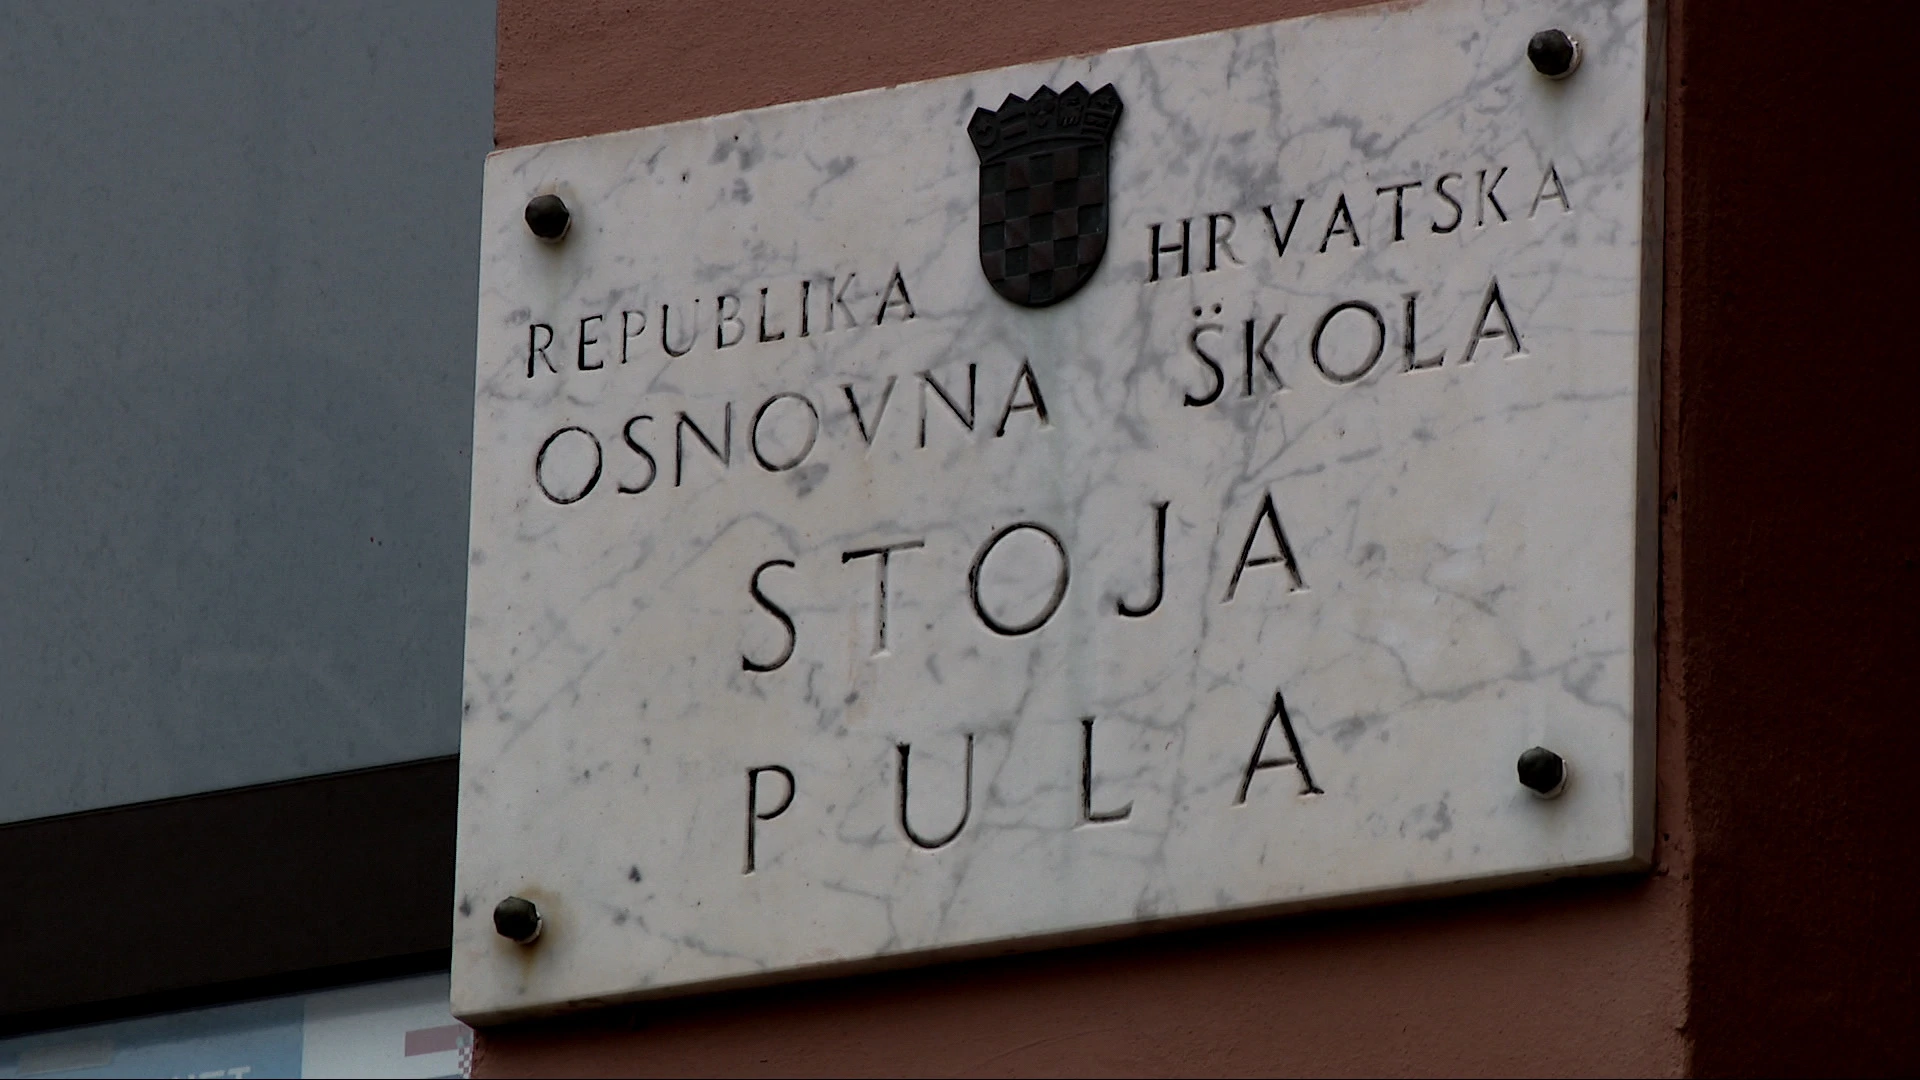 REPUBLIKA HRVATSKA
OSNOVNA ŠKOLA
STOJA
PULA